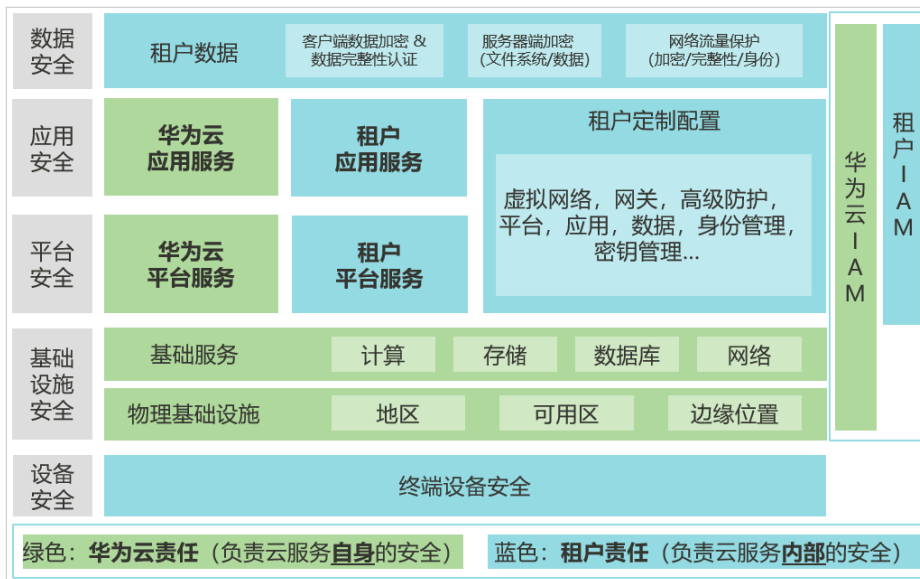 数据
安全
租户数据
客户端数据加密 &
数据完整性认证
服务器端加密
(文件系统/数据)
网络流量保护
(加密/完整性/身份)
应用
安全
华为云
应用服务
租户
应用服务
租户定制配置
虚拟网络，网关，高级防护，
平台，应用，数据，身份管理，
密钥管理...
平台
安全
华为云
平台服务
租户
平台服务
华为云IAM
租户IAM
基础
设施
安全
基础服务
计算
存储
数据库
网络
物理基础设施
地区
可用区
边缘位置
设备
安全
终端设备安全
绿色：华为云责任（负责云服务自身的安全）
蓝色：租户责任（负责云服务内部的安全）